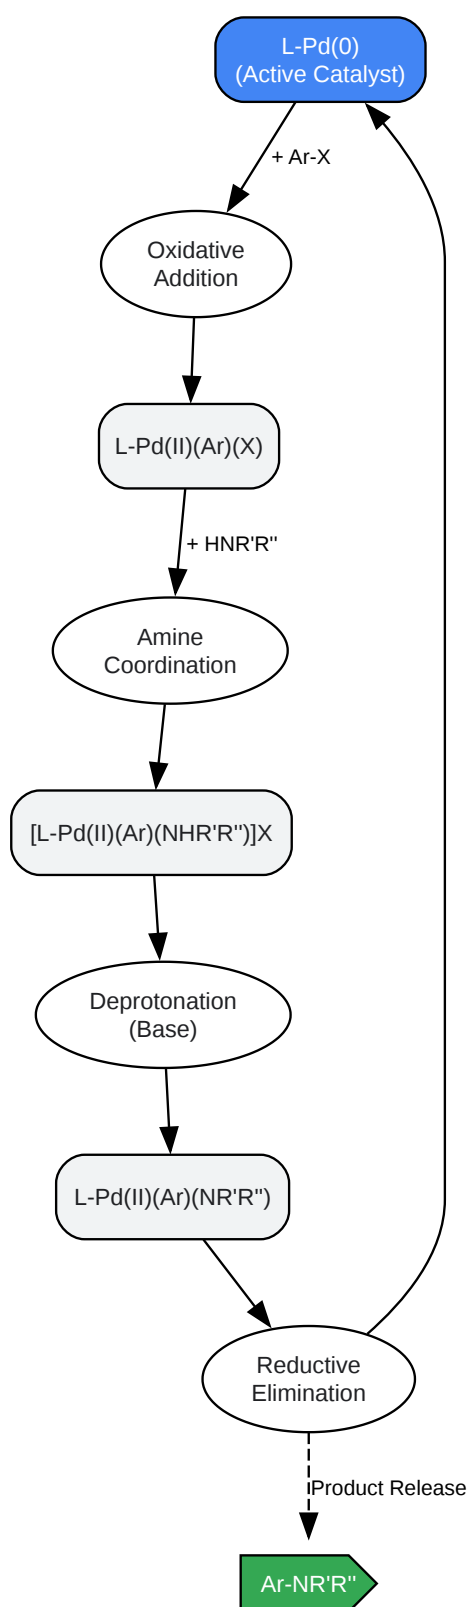 L-Pd(0)
(Active Catalyst)
+ Ar-X
Oxidative
Addition
L-Pd(II)(Ar)(X)
+ HNR'R''
Amine
Coordination
[L-Pd(II)(Ar)(NHR'R'')]X
Deprotonation
(Base)
L-Pd(II)(Ar)(NR'R'')
Reductive
Elimination
Product Release
Ar-NR'R''